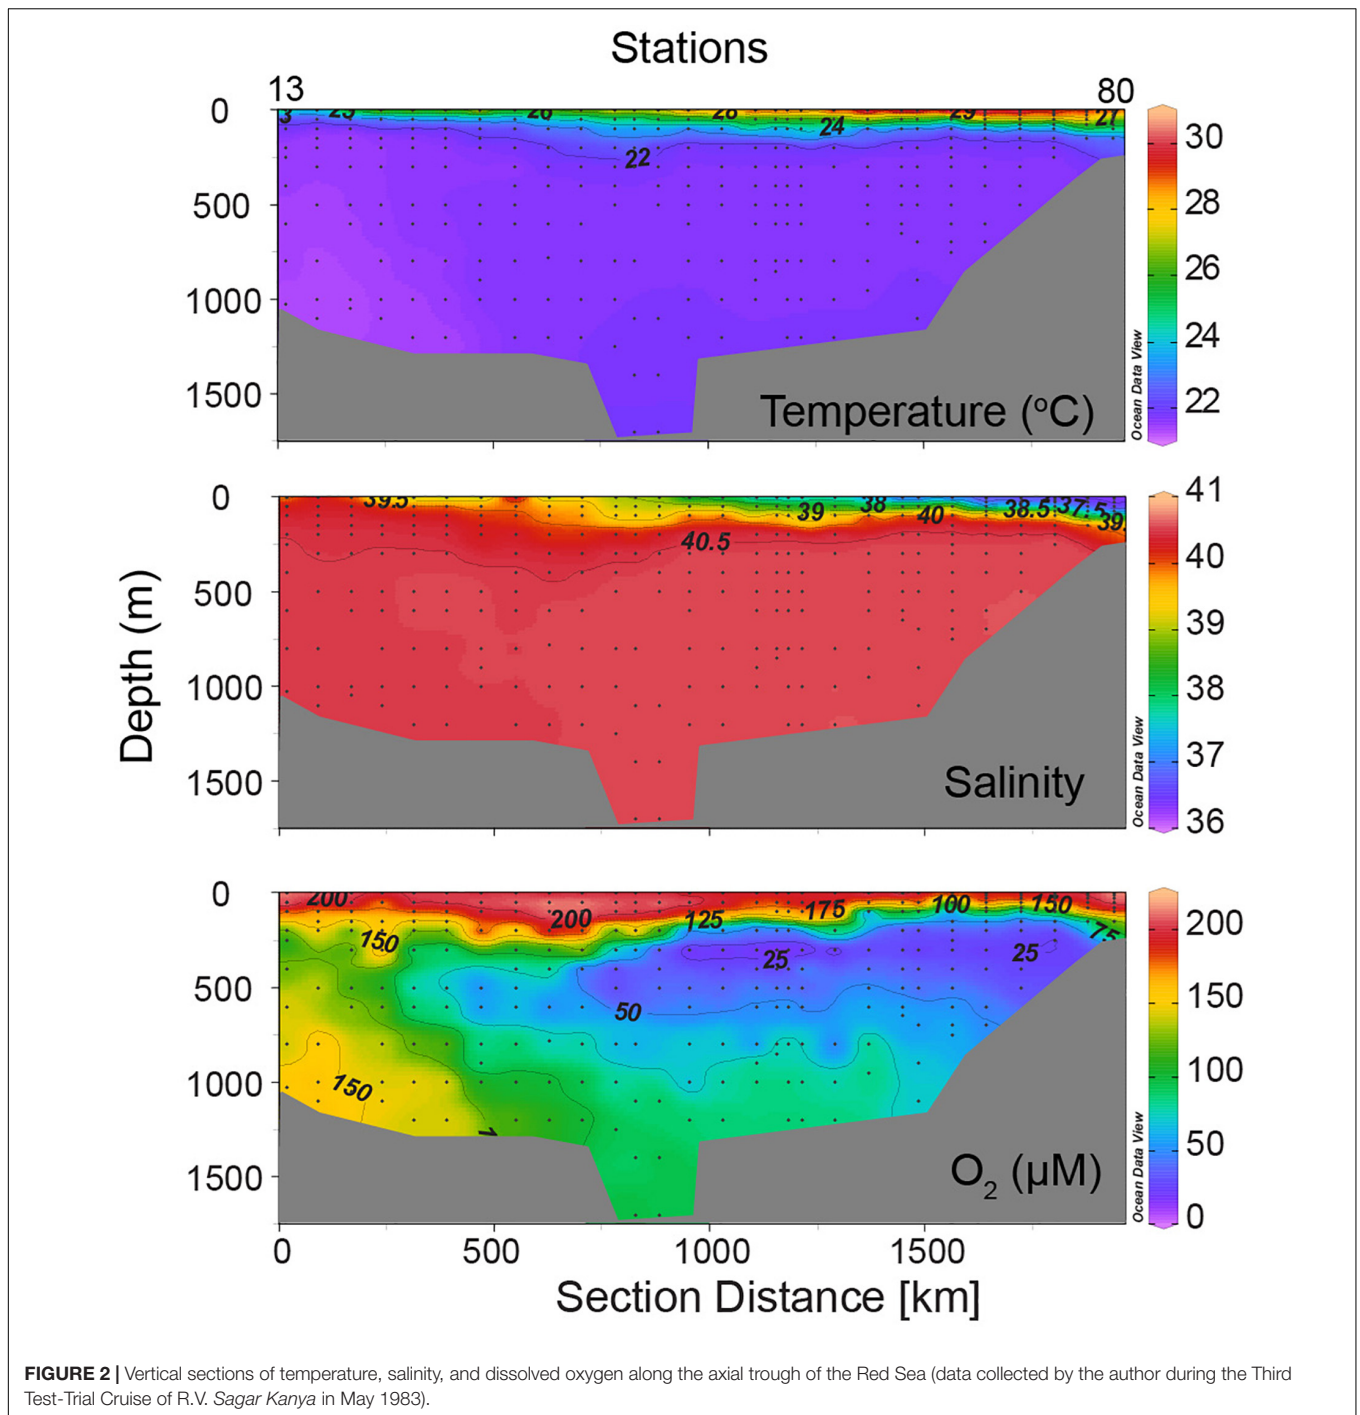 Stations
13 80
0
500
1000
1500
25 26 28 29 27
24
22
30
28
26
24
22
Temperature (°C)
Ocean Data View
0
500
1000
1500
39.5 39 38 40 38.5 37.5 39
40.5
41
40
39
38
37
36
Salinity
Ocean Data View
Depth (m)
0
500
1000
1500
200 200 125 175 100 150 75
150 25 25
50
150
200
150
100
50
0
O₂ (µM)
Ocean Data View
0 500 1000 1500
Section Distance [km]
FIGURE 2 | Vertical sections of temperature, salinity, and dissolved oxygen along the axial trough of the Red Sea (data collected by the author during the Third
Test-Trial Cruise of R.V. Sagar Kanya in May 1983).